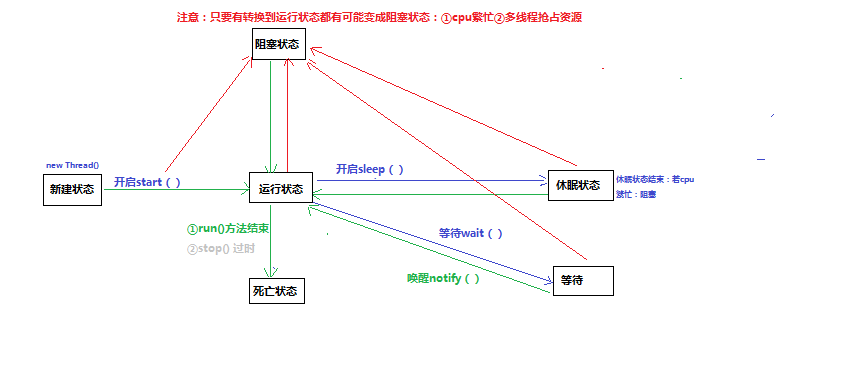 注意：只要有转换到运行状态都有可能变成阻塞状态：①cpu繁忙②多线程抢占资源
阻塞状态
new Thread()
新建状态
开启start（ ）
运行状态
开启sleep（ ）
休眠状态
休眠状态结束：若cpu
繁忙：阻塞
①run()方法结束
②stop() 过时
等待wait（ ）
唤醒notify（ ）
等待
死亡状态